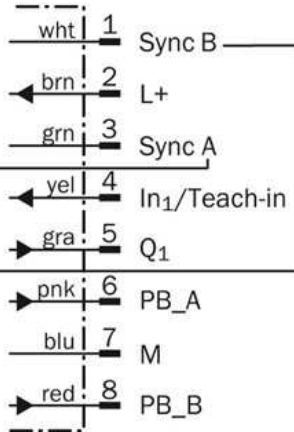 wht 1 Sync B
brn 2 L+
grn 3 Sync A
yel 4 In₁/Teach-in
gra 5 Q₁
pnk 6 PB_A
blu 7 M
red 8 PB_B